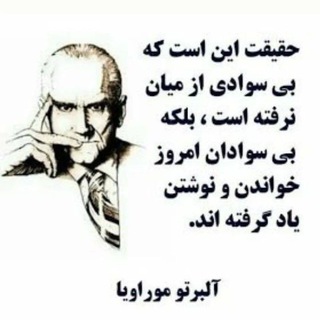 حقیقت این است که
بی سوادی از میان
نرفته است ، بلکه
بی سوادان امروز
خواندن و نوشتن
یاد گرفته اند.
آلبرتو موراویا